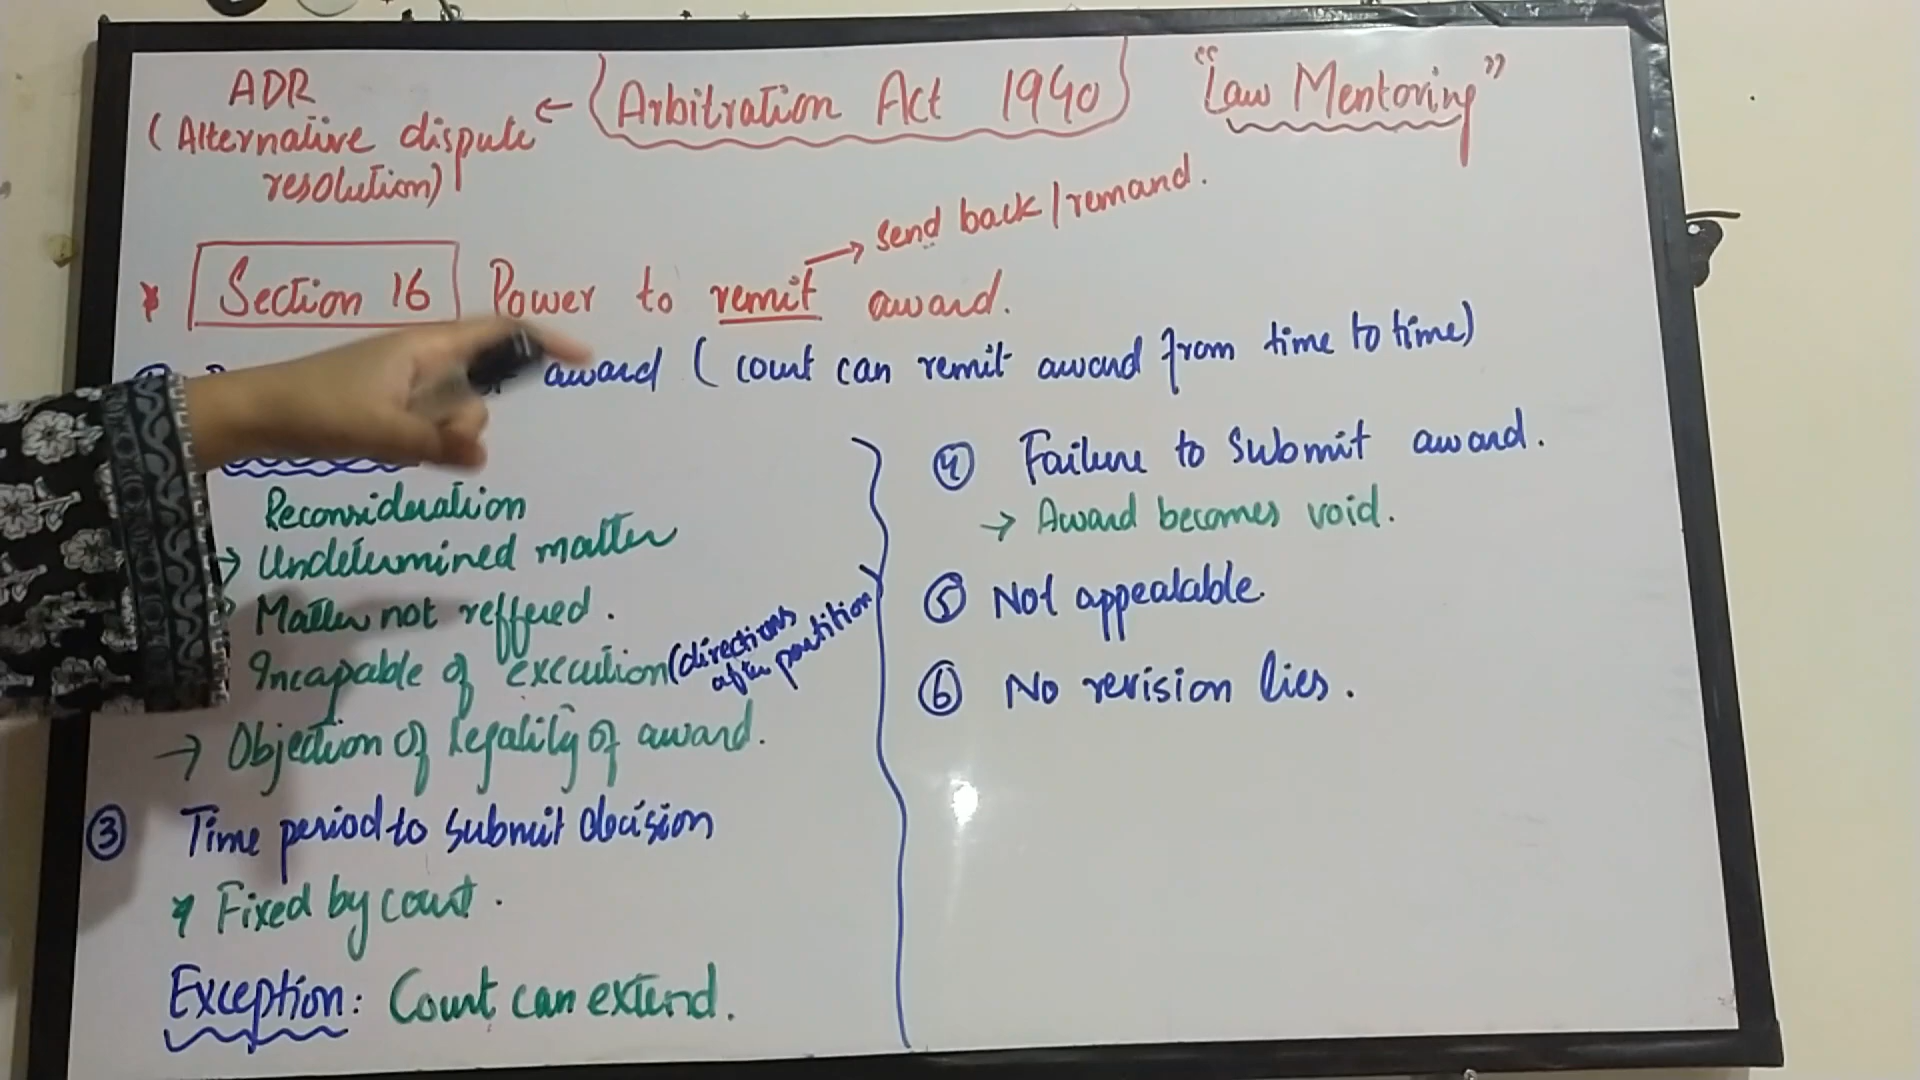 ADR
(Alternative dispute resolution)
← Arbitration Act 1940
"Law Mentoring"
* Section 16 Power to remit award.
→ send back/remand.
award (court can remit award from time to time)
Reconsideration
→ Undetermined matter
Matter not reffered.
Incapable of execution (directions after partition)
→ Objection of legality of award.
③ Time period to submit decision
* Fixed by court.
Exception: Court can extend.
④ Failure to submit award.
→ Award becomes void.
⑤ Not appealable
⑥ No revision lies.